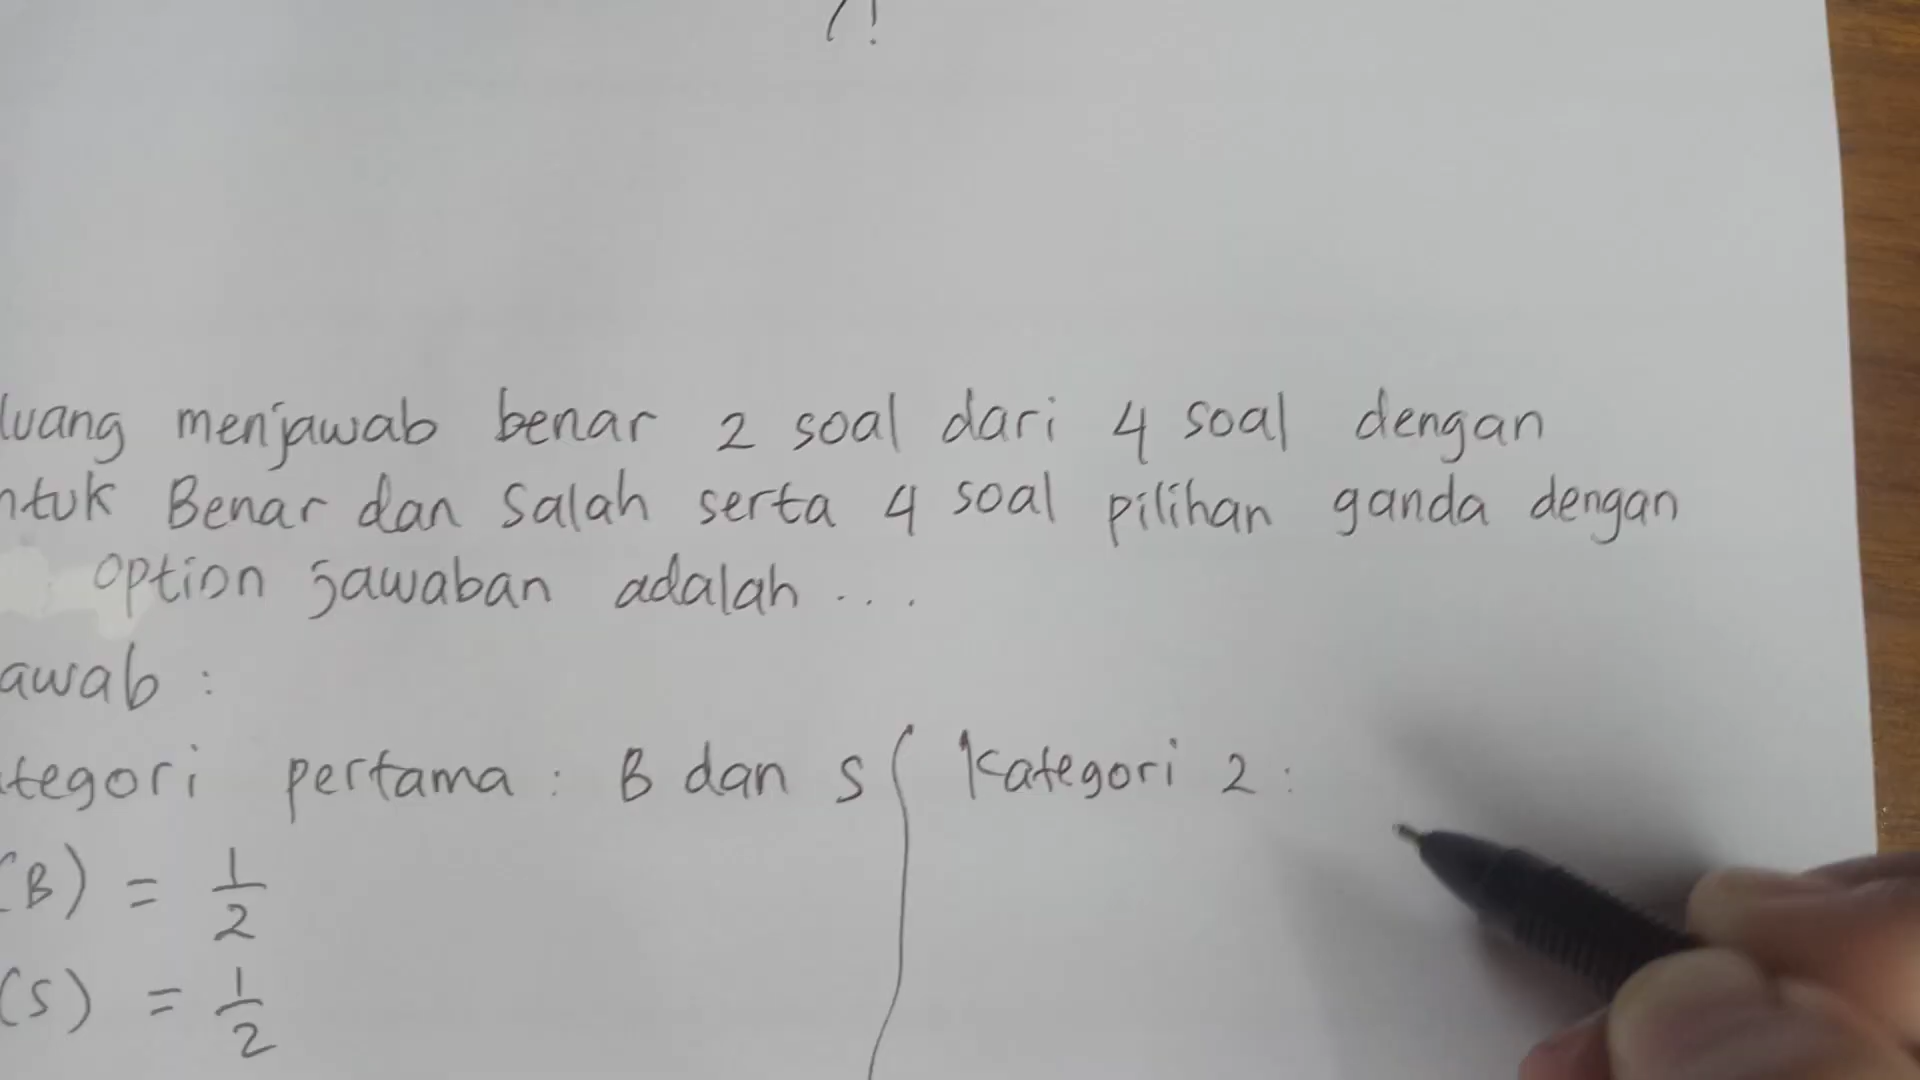 7!
luang menjawab benar 2 soal dari 4 soal dengan
ntuk Benar dan Salah serta 4 soal pilihan ganda dengan
option jawaban adalah ...
awab :
tegori pertama : B dan S
(B) = 1/2
(S) = 1/2
Kategori 2 :